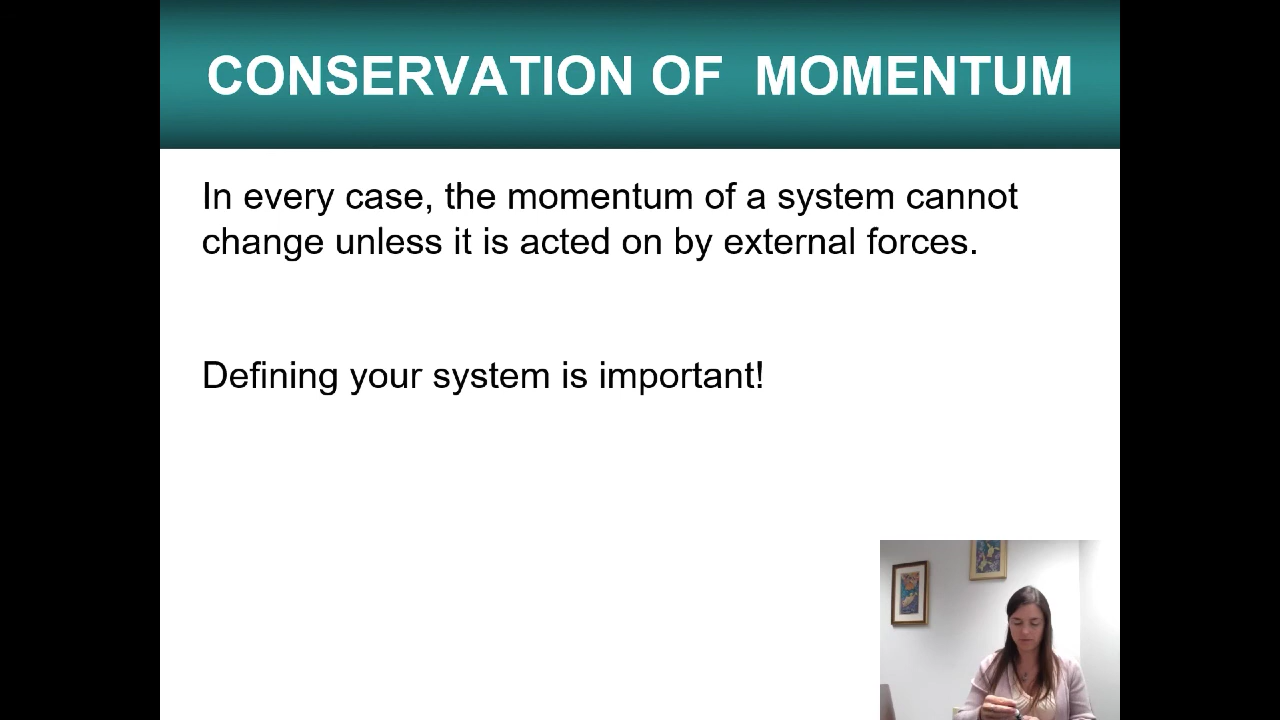 CONSERVATION OF  MOMENTUM
In every case, the momentum of a system cannot
change unless it is acted on by external forces.
Defining your system is important!